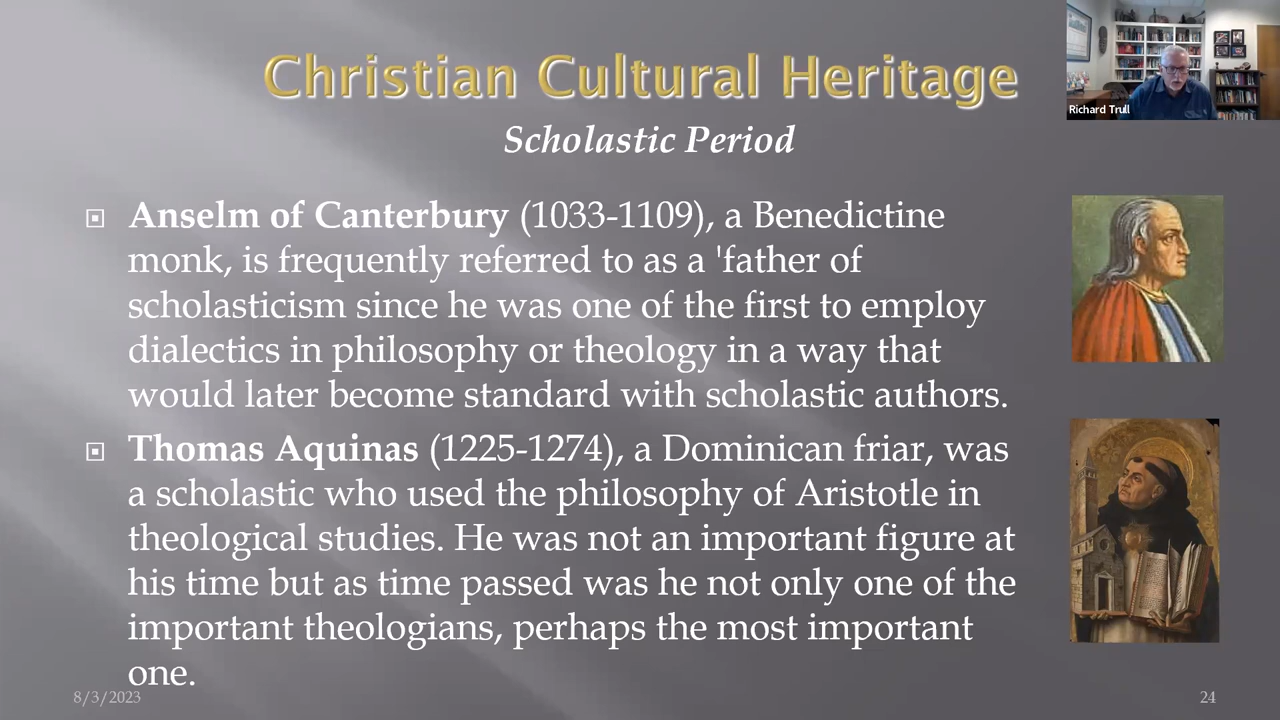 Christian Cultural Heritage
Richard Trull
Scholastic Period
Anselm of Canterbury (1033-1109), a Benedictine
monk, is frequently referred to as a 'father of
scholasticism since he was one of the first to employ
dialectics in philosophy or theology in a way that
would later become standard with scholastic authors.
Thomas Aquinas (1225-1274), a Dominican friar, was
a scholastic who used the philosophy of Aristotle in
theological studies. He was not an important figure at
his time but as time passed was he not only one of the
important theologians, perhaps the most important
one.
8/3/2023
24